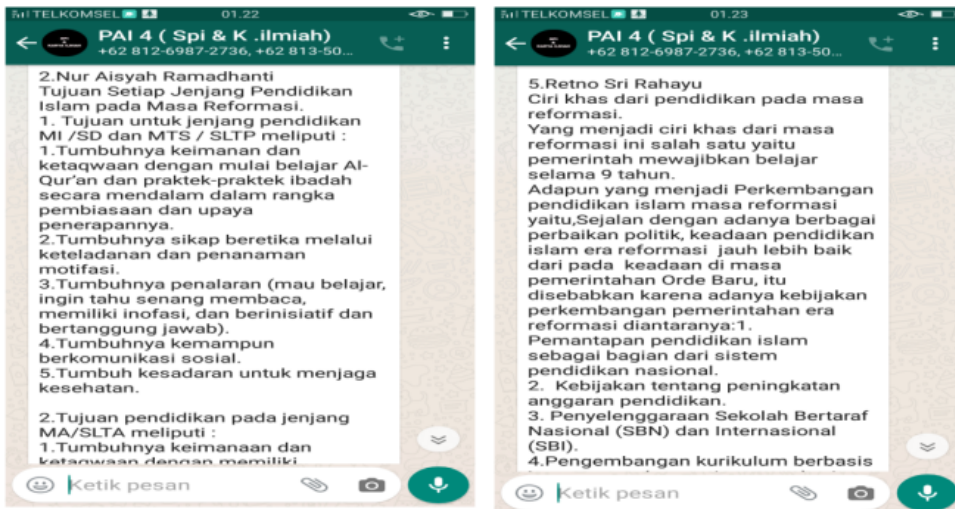 TELKOMSEL 01.22
PAI 4 ( Spi & K .ilmiah)
+62 812-6987-2736, +62 813-50...
2.Nur Aisyah Ramadhanti
Tujuan Setiap Jenjang Pendidikan
Islam pada Masa Reformasi.
1. Tujuan untuk jenjang pendidikan
MI /SD dan MTS / SLTP meliputi :
1.Tumbuhnya keimanan dan
ketaqwaan dengan mulai belajar Al-
Qur'an dan praktek-praktek ibadah
secara mendalam dalam rangka
pembiasaan dan upaya
penerapannya.
2.Tumbuhnya sikap beretika melalui
keteladanan dan penanaman
motifasi.
3.Tumbuhnya penalaran (mau belajar,
ingin tahu senang membaca,
memiliki inofasi, dan berinisiatif dan
bertanggung jawab).
4.Tumbuhnya kemampun
berkomunikasi sosial.
5.Tumbuh kesadaran untuk menjaga
kesehatan.
2.Tujuan pendidikan pada jenjang
MA/SLTA meliputi :
1.Tumbuhnya keimanaan dan
ketaqwaan dengan memiliki
Ketik pesan
TELKOMSEL 01.23
PAI 4 ( Spi & K .ilmiah)
+62 812-6987-2736, +62 813-50...
5.Retno Sri Rahayu
Ciri khas dari pendidikan pada masa
reformasi.
Yang menjadi ciri khas dari masa
reformasi ini salah satu yaitu
pemerintah mewajibkan belajar
selama 9 tahun.
Adapun yang menjadi Perkembangan
pendidikan islam masa reformasi
yaitu,Sejalan dengan adanya berbagai
perbaikan politik, keadaan pendidikan
islam era reformasi jauh lebih baik
dari pada keadaan di masa
pemerintahan Orde Baru, itu
disebabkan karena adanya kebijakan
perkembangan pemerintahan era
reformasi diantaranya:1.
Pemantapan pendidikan islam
sebagai bagian dari sistem
pendidikan nasional.
2. Kebijakan tentang peningkatan
anggaran pendidikan.
3. Penyelenggaraan Sekolah Bertaraf
Nasional (SBN) dan Internasional
(SBI).
4.Pengembangan kurikulum berbasis
Ketik pesan